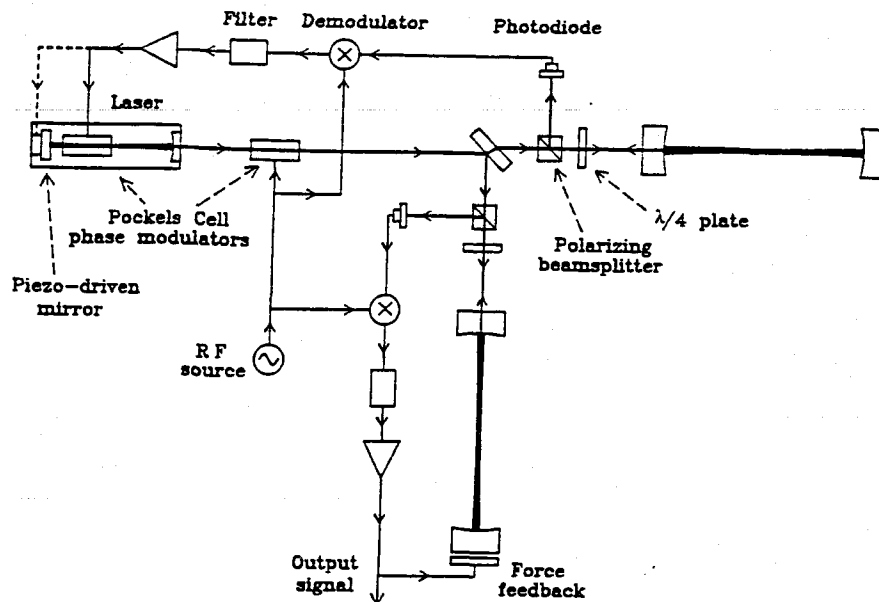 Filter
Demodulator
Photodiode
Laser
Pockels Cell
phase modulators
λ/4 plate
Polarizing
beamsplitter
Piezo-driven
mirror
RF
source
Output
signal
Force
feedback